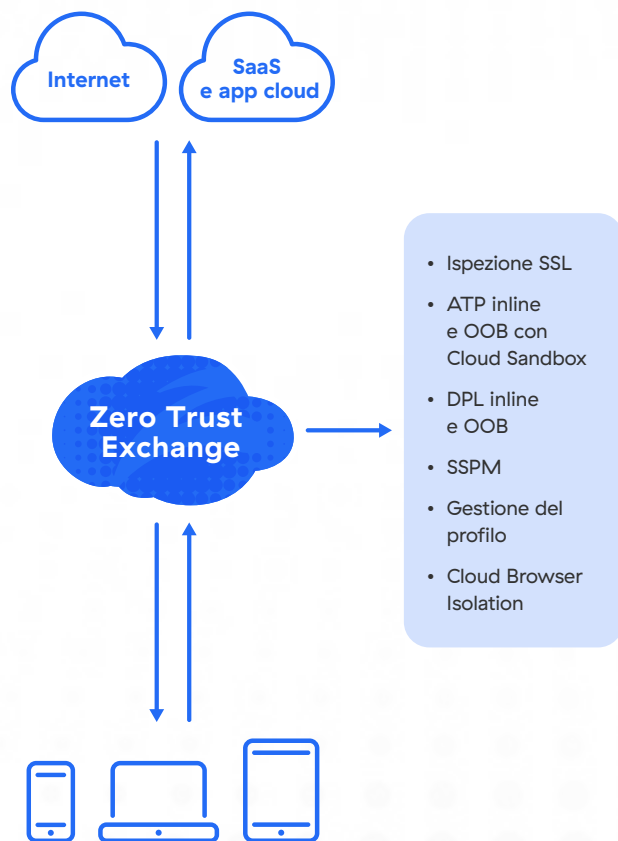 Internet
SaaS
e app cloud
Zero Trust
Exchange
• Ispezione SSL
• ATP inline
e OOB con
Cloud Sandbox
• DPL inline
e OOB
• SSPM
• Gestione del
profilo
• Cloud Browser
Isolation